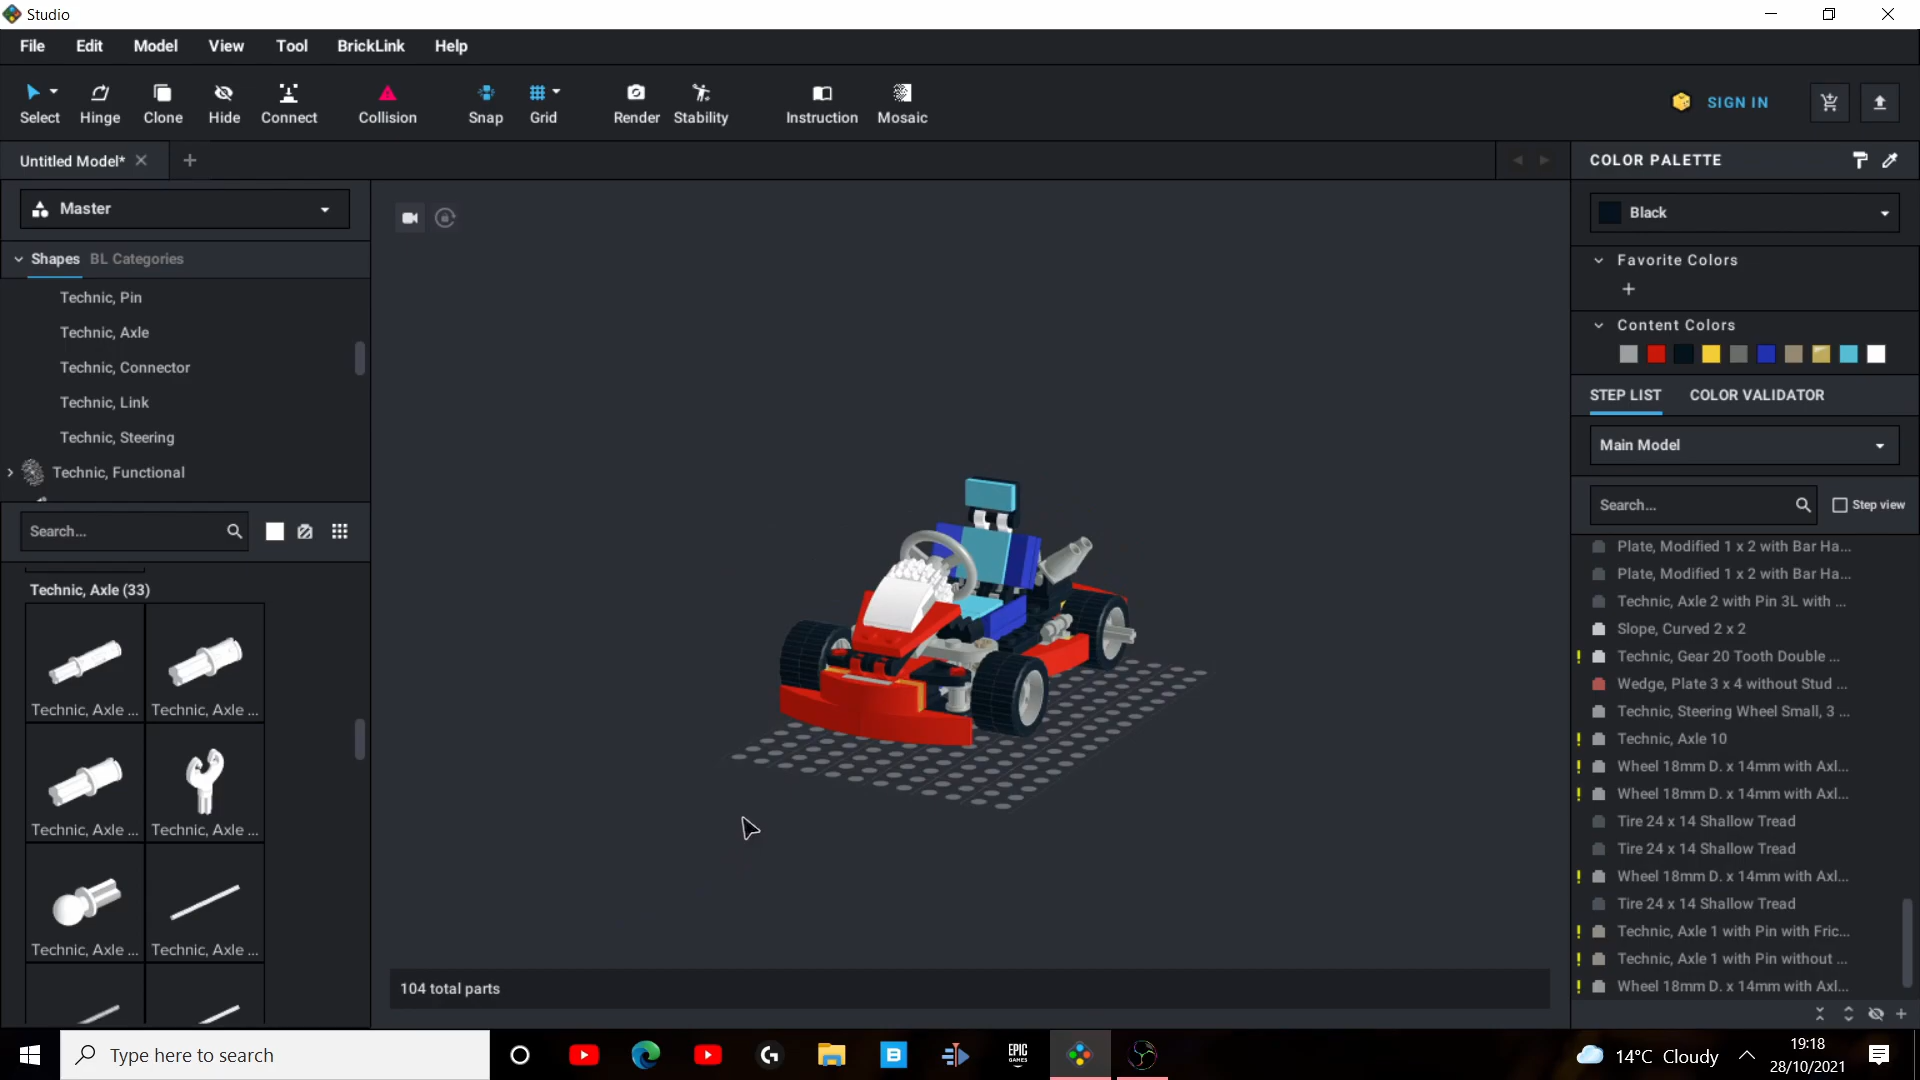 Studio
File Edit Model View Tool BrickLink Help
Select Hinge Clone Hide Connect Collision Snap Grid Render Stability Instruction Mosaic
SIGN IN
Untitled Model*
COLOR PALETTE
Master
Black
Shapes BL Categories
Favorite Colors
Technic, Pin
Technic, Axle
Content Colors
Technic, Connector
Technic, Link
STEP LIST COLOR VALIDATOR
Technic, Steering
Main Model
Technic, Functional
Search...
Step view
Search...
Plate, Modified 1 x 2 with Bar Ha...
Plate, Modified 1 x 2 with Bar Ha...
Technic, Axle 2 with Pin 3L with ...
Slope, Curved 2 x 2
Technic, Gear 20 Tooth Double ...
Wedge, Plate 3 x 4 without Stud ...
Technic, Steering Wheel Small, 3 ...
Technic, Axle 10
Wheel 18mm D. x 14mm with Axl...
Wheel 18mm D. x 14mm with Axl...
Tire 24 x 14 Shallow Tread
Tire 24 x 14 Shallow Tread
Wheel 18mm D. x 14mm with Axl...
Tire 24 x 14 Shallow Tread
Technic, Axle 1 with Pin with Fric...
Technic, Axle 1 with Pin without ...
Wheel 18mm D. x 14mm with Axl...
Technic, Axle (33)
Technic, Axle ... Technic, Axle ...
Technic, Axle ... Technic, Axle ...
Technic, Axle ... Technic, Axle ...
104 total parts
Type here to search
EPIC
GAMES
14°C Cloudy
19:18
28/10/2021